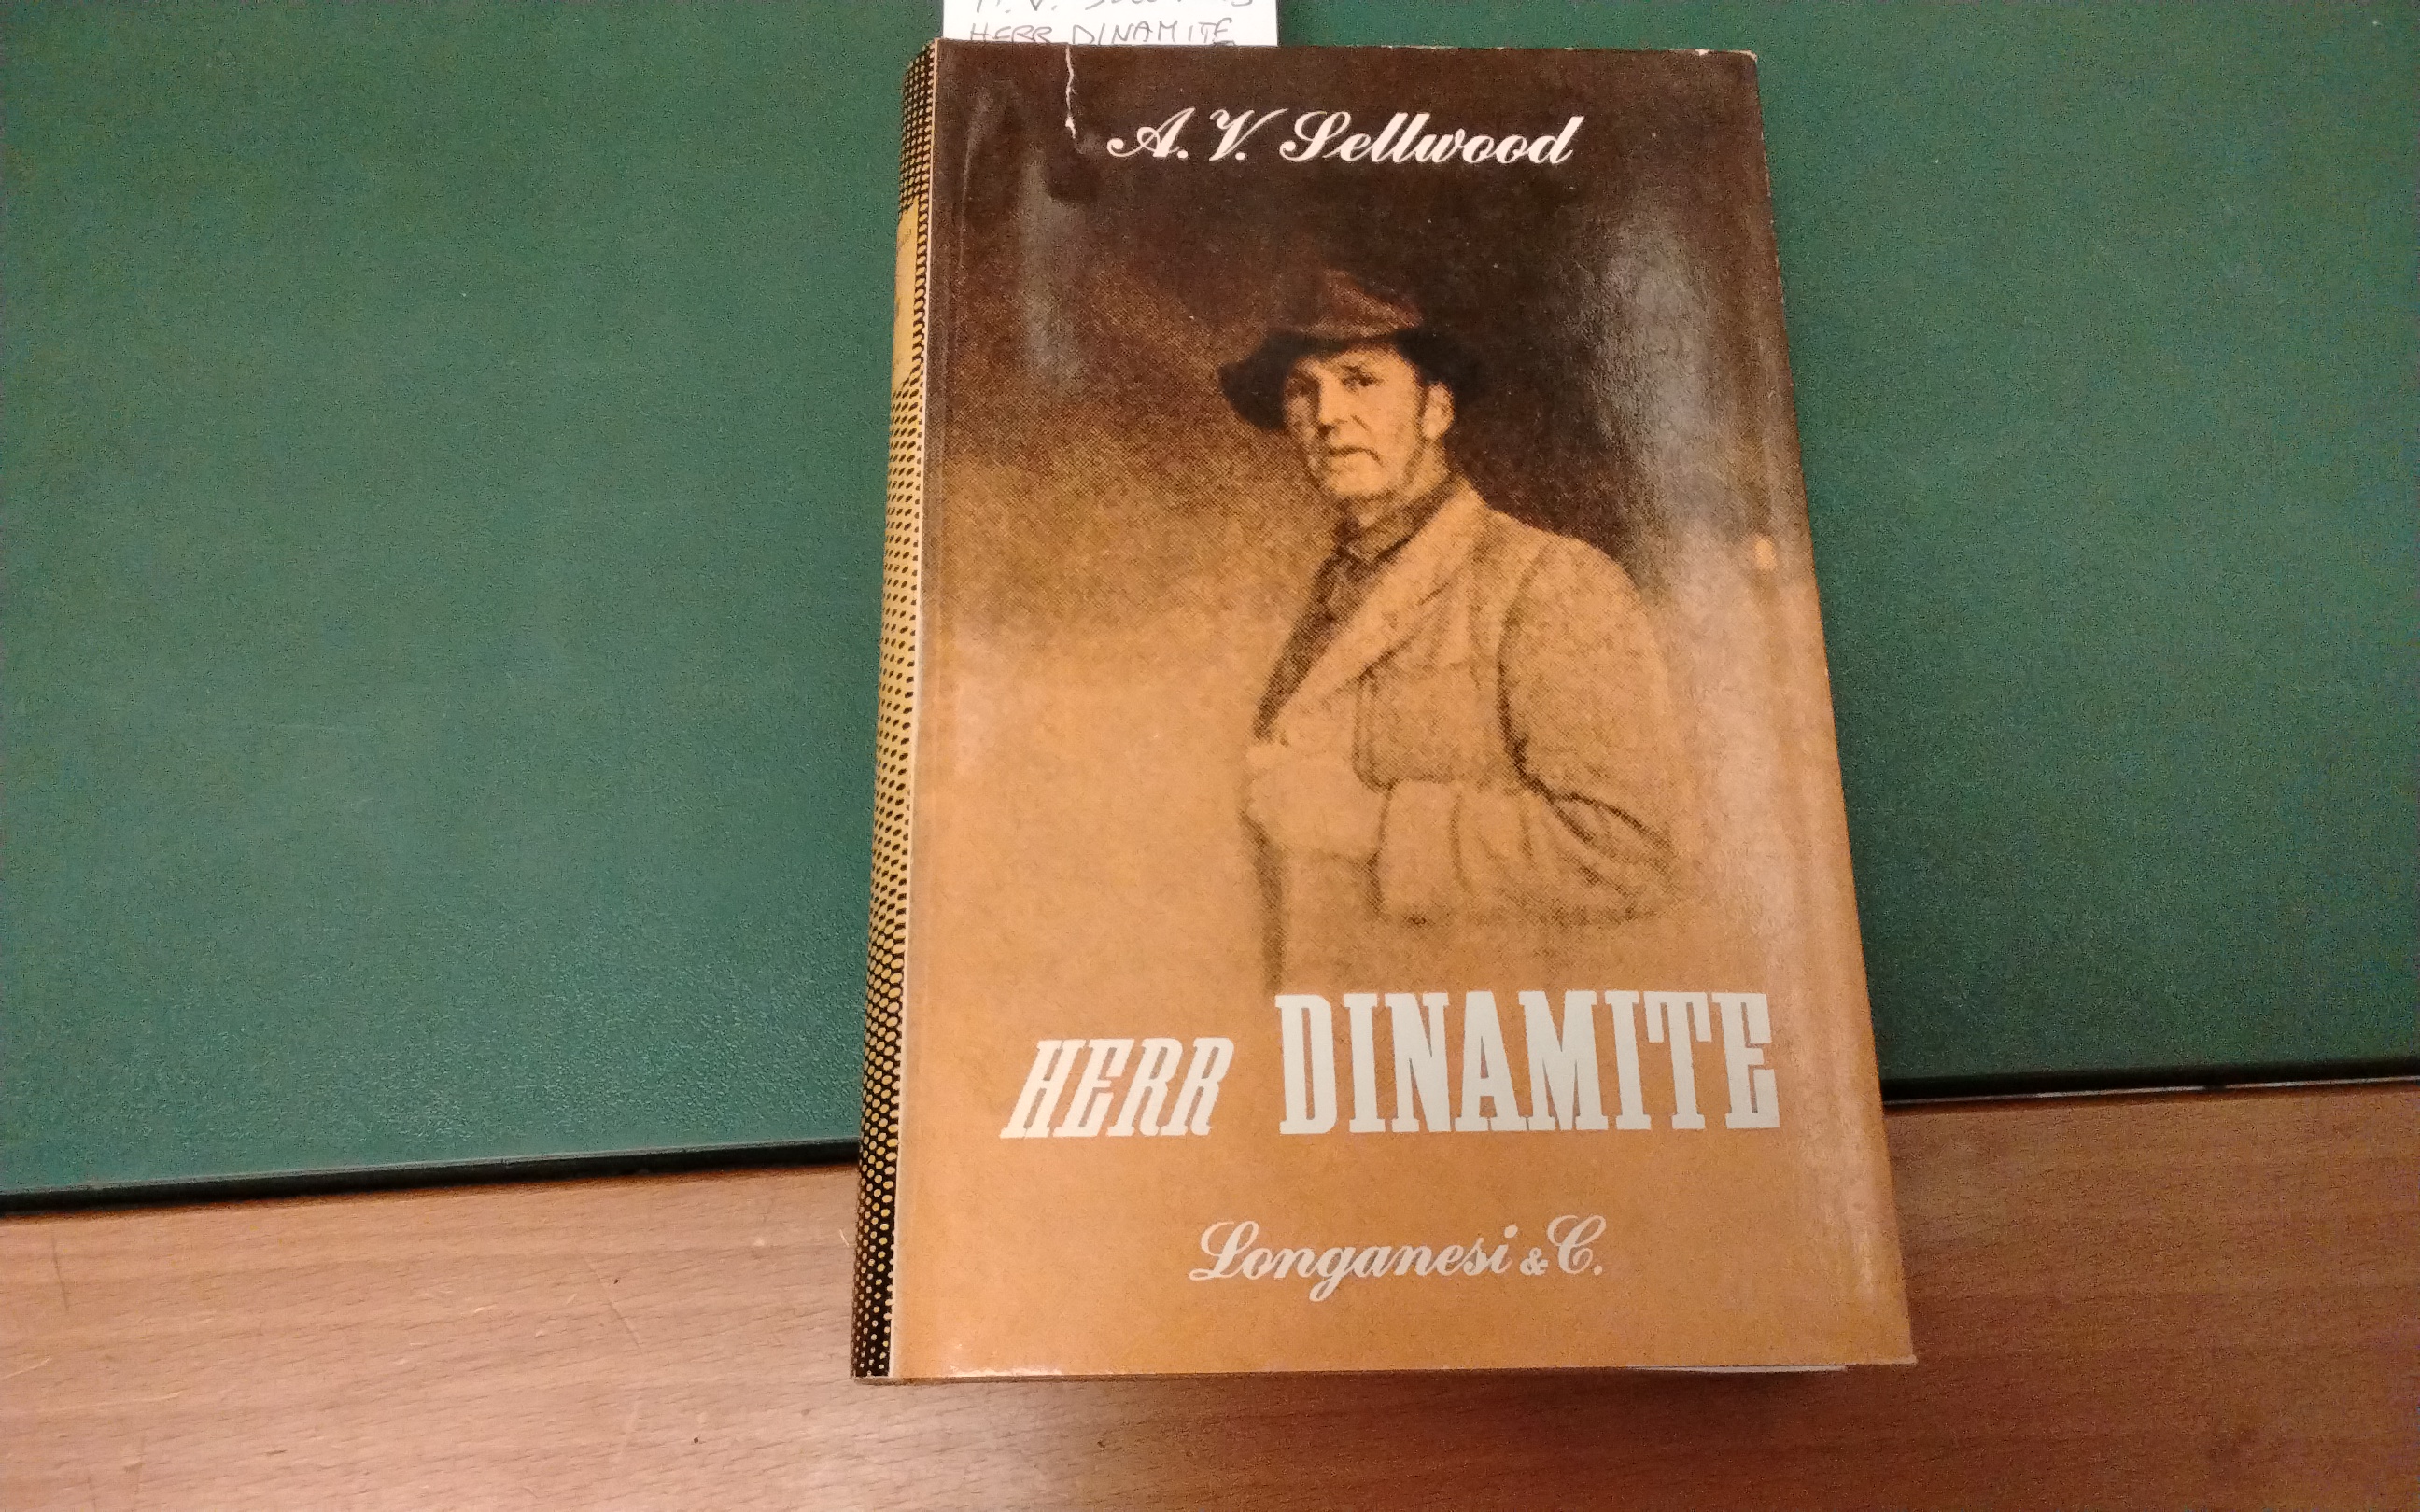 HERR DINAMITE
A. V. Sellwood
HERR DINAMITE
Longanesi & C.